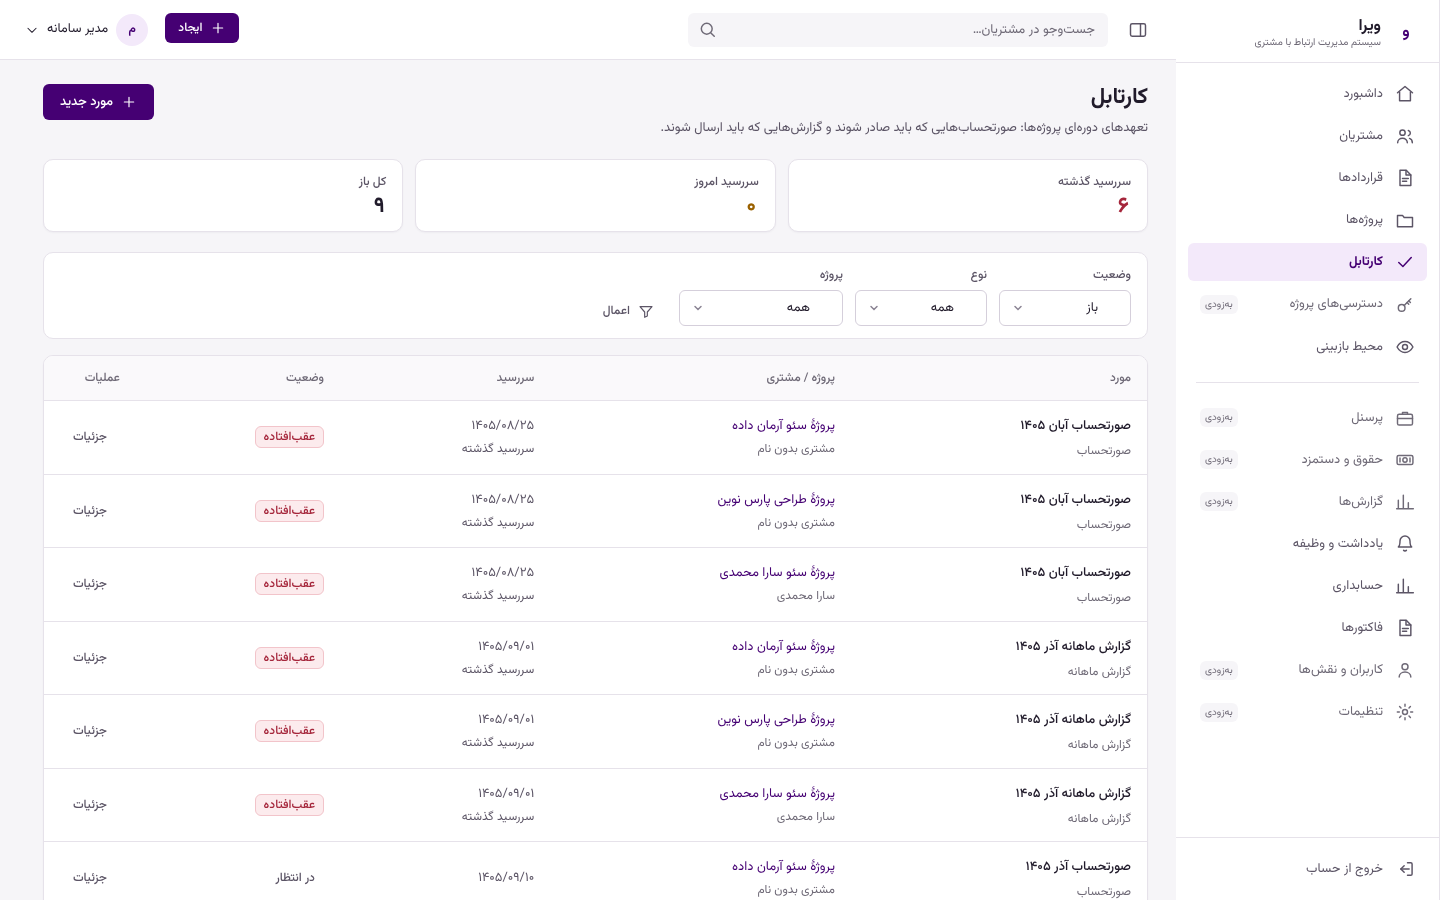 و
ویرا
سیستم مدیریت ارتباط با مشتری
داشبورد
مشتریان
قراردادها
پروژه‌ها
کارتابل
دسترسی‌های پروژه
به‌زودی
محیط بازبینی
پرسنل
به‌زودی
حقوق و دستمزد
به‌زودی
گزارش‌ها
به‌زودی
یادداشت و وظیفه
حسابداری
فاکتورها
کاربران و نقش‌ها
به‌زودی
تنظیمات
به‌زودی
خروج از حساب
جست‌وجو در مشتریان...
ایجاد
م
مدیر سامانه
کارتابل
تعهدهای دوره‌ای پروژه‌ها: صورتحساب‌هایی که باید صادر شوند و گزارش‌هایی که باید ارسال شوند.
مورد جدید
سررسید گذشته
۶
سررسید امروز
۰
کل باز
۹
وضعیت
باز
نوع
همه
پروژه
همه
اعمال
مورد پروژه / مشتری سررسید وضعیت عملیات
صورتحساب آبان ۱۴۰۵ پروژهٔ سئو آرمان داده ۱۴۰۵/۰۸/۲۵ عقب‌افتاده جزئیات
صورتحساب مشتری بدون نام سررسید گذشته
صورتحساب آبان ۱۴۰۵ پروژهٔ طراحی پارس نوین ۱۴۰۵/۰۸/۲۵ عقب‌افتاده جزئیات
صورتحساب مشتری بدون نام سررسید گذشته
صورتحساب آبان ۱۴۰۵ پروژهٔ سئو سارا محمدی ۱۴۰۵/۰۸/۲۵ عقب‌افتاده جزئیات
صورتحساب سارا محمدی سررسید گذشته
گزارش ماهانه آذر ۱۴۰۵ پروژهٔ سئو آرمان داده ۱۴۰۵/۰۹/۰۱ عقب‌افتاده جزئیات
گزارش ماهانه مشتری بدون نام سررسید گذشته
گزارش ماهانه آذر ۱۴۰۵ پروژهٔ طراحی پارس نوین ۱۴۰۵/۰۹/۰۱ عقب‌افتاده جزئیات
گزارش ماهانه مشتری بدون نام سررسید گذشته
گزارش ماهانه آذر ۱۴۰۵ پروژهٔ سئو سارا محمدی ۱۴۰۵/۰۹/۰۱ عقب‌افتاده جزئیات
گزارش ماهانه سارا محمدی سررسید گذشته
صورتحساب آذر ۱۴۰۵ پروژهٔ سئو آرمان داده ۱۴۰۵/۰۹/۱۰ در انتظار جزئیات
صورتحساب مشتری بدون نام